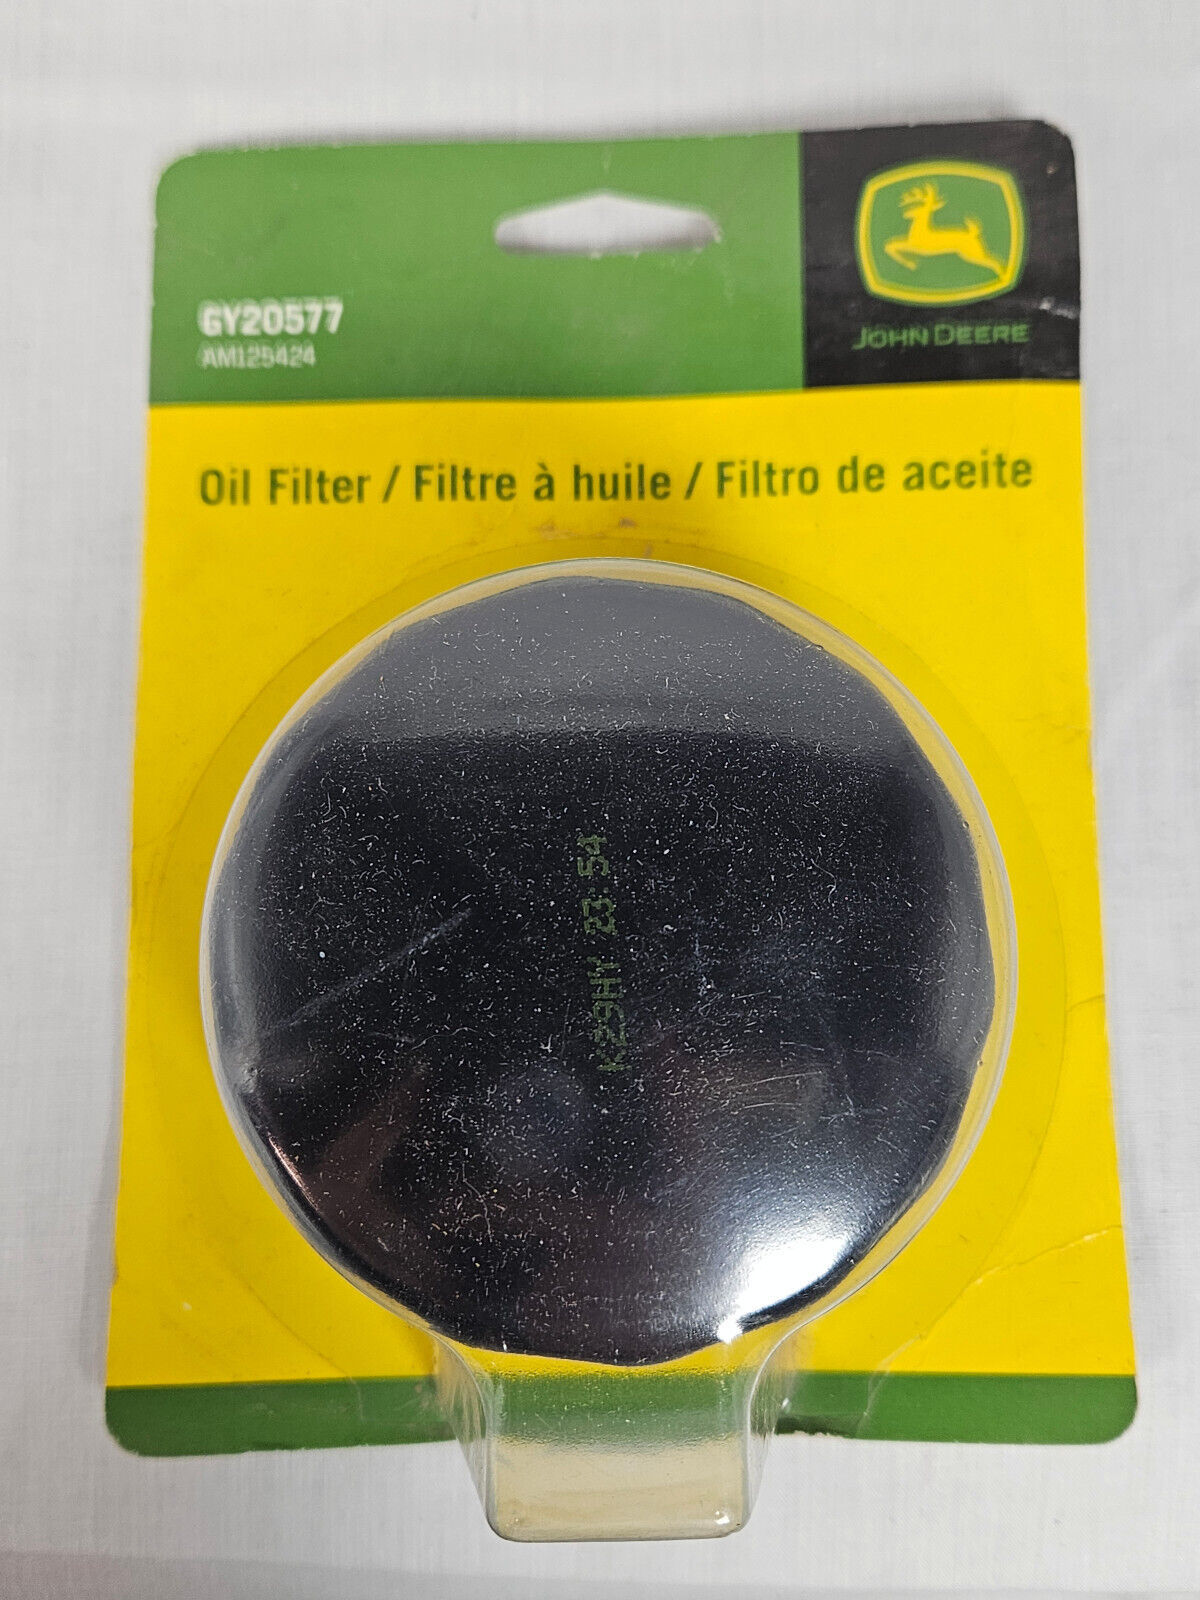 GY20577
AM125424
JOHN DEERE
Oil Filter / Filtre à huile / Filtro de aceite
K29HY 23:54